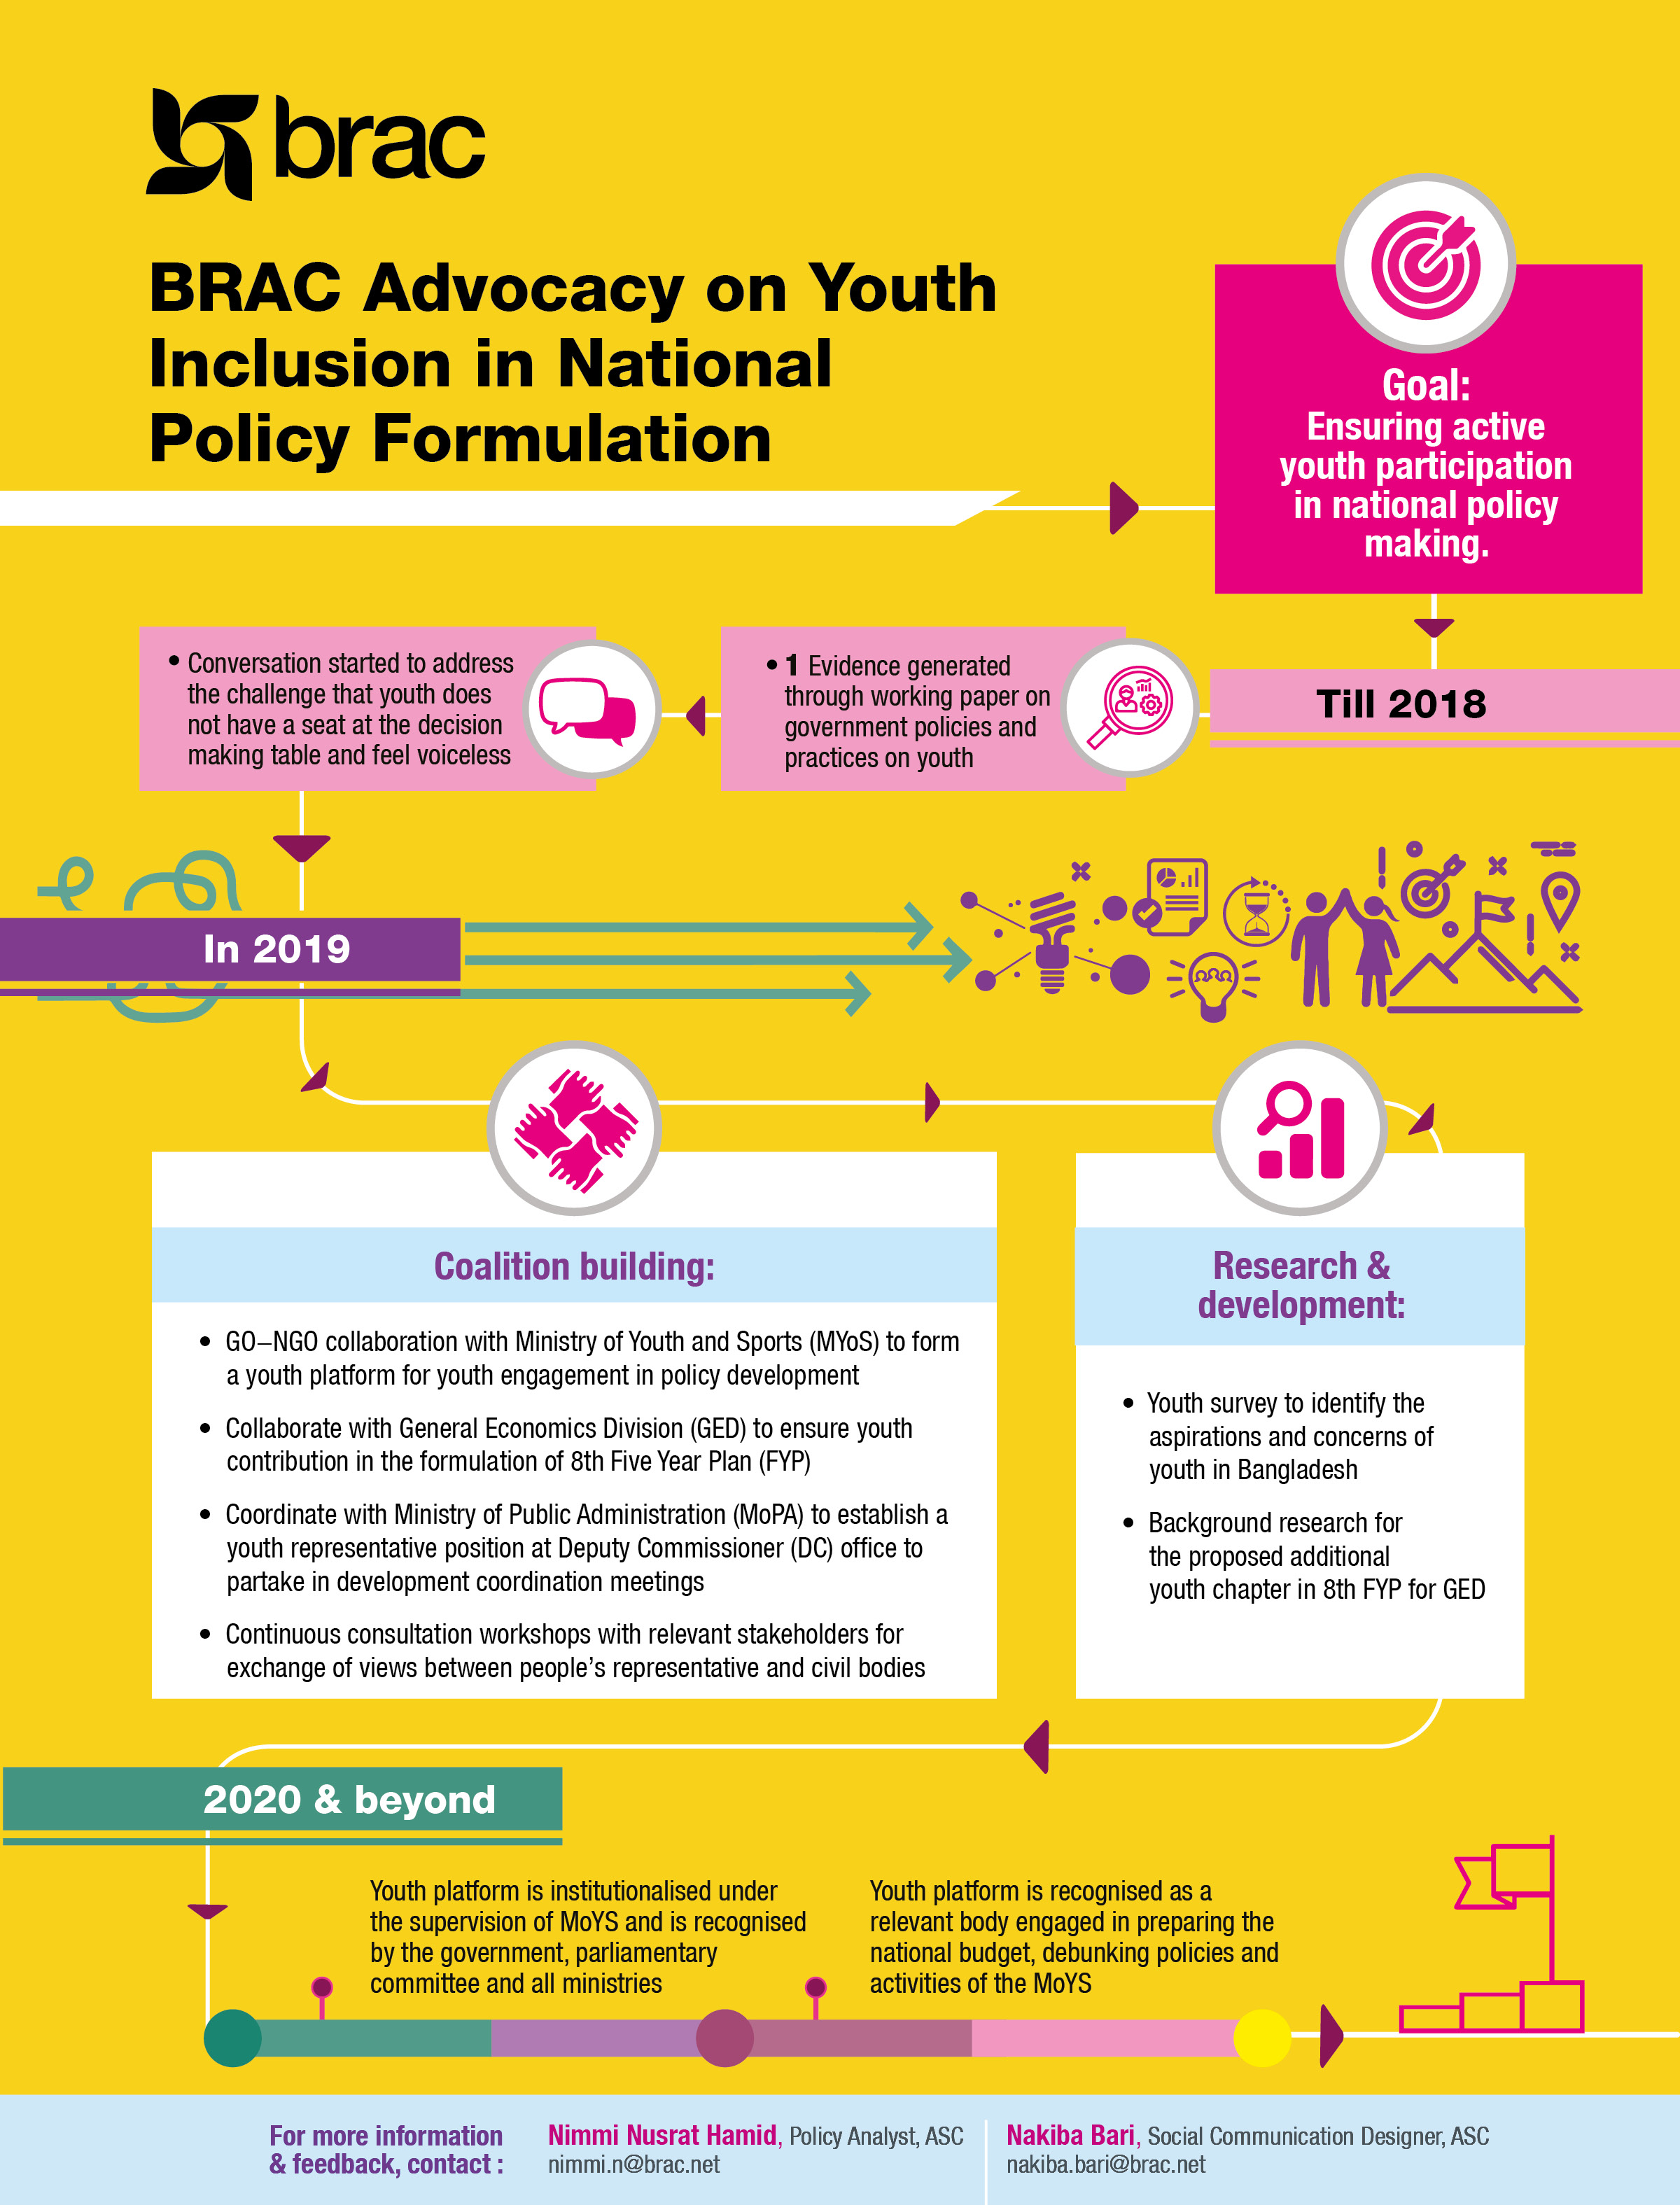 brac
BRAC Advocacy on Youth
Inclusion in National
Policy Formulation
Goal:
Ensuring active
youth participation
in national policy
making.
Till 2018
• 1 Evidence generated
through working paper on
government policies and
practices on youth
• Conversation started to address
the challenge that youth does
not have a seat at the decision
making table and feel voiceless
In 2019
Coalition building:
• GO–NGO collaboration with Ministry of Youth and Sports (MYoS) to form
a youth platform for youth engagement in policy development
• Collaborate with General Economics Division (GED) to ensure youth
contribution in the formulation of 8th Five Year Plan (FYP)
• Coordinate with Ministry of Public Administration (MoPA) to establish a
youth representative position at Deputy Commissioner (DC) office to
partake in development coordination meetings
• Continuous consultation workshops with relevant stakeholders for
exchange of views between people’s representative and civil bodies
Research &
development:
• Youth survey to identify the
aspirations and concerns of
youth in Bangladesh
• Background research for
the proposed additional
youth chapter in 8th FYP for GED
2020 & beyond
Youth platform is institutionalised under
the supervision of MoYS and is recognised
by the government, parliamentary
committee and all ministries
Youth platform is recognised as a
relevant body engaged in preparing the
national budget, debunking policies and
activities of the MoYS
For more information
& feedback, contact :
Nimmi Nusrat Hamid, Policy Analyst, ASC
nimmi.n@brac.net
Nakiba Bari, Social Communication Designer, ASC
nakiba.bari@brac.net